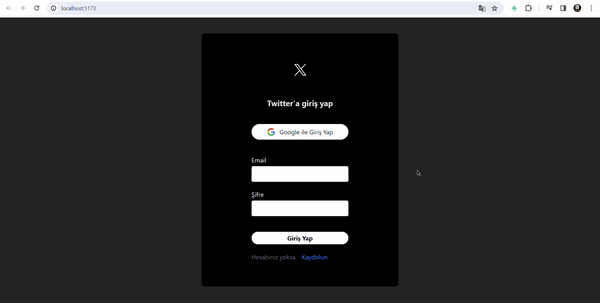 localhost:5173
Twitter'a giriş yap
Google ile Giriş Yap
Email
Şifre
Giriş Yap
Hesabınız yoksa Kaydolun